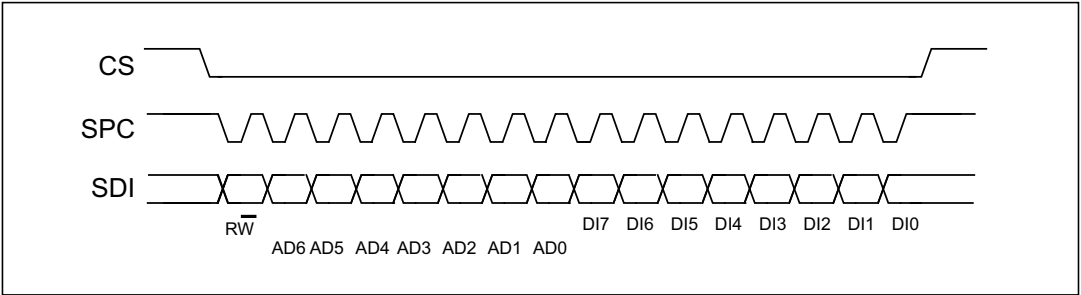 CS
SPC
SDI
RW̅ DI7 DI6 DI5 DI4 DI3 DI2 DI1 DI0
AD6 AD5 AD4 AD3 AD2 AD1 AD0